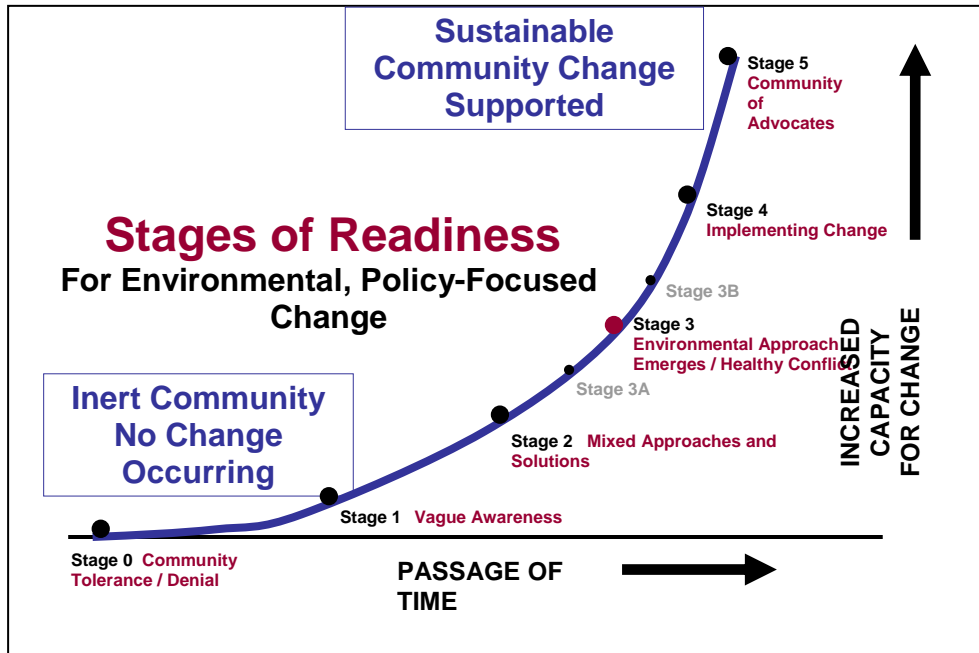 Sustainable
Community Change
Supported
Stage 5
Community
of
Advocates
Stage 4
Implementing Change
Stages of Readiness
For Environmental, Policy-Focused
Change
Stage 3B
Stage 3
Environmental Approach
Emerges / Healthy Conflict
Stage 3A
INCREASED
CAPACITY
FOR CHANGE
Inert Community
No Change
Occurring
Stage 2 Mixed Approaches and
Solutions
Stage 1 Vague Awareness
Stage 0 Community
Tolerance / Denial
PASSAGE OF
TIME